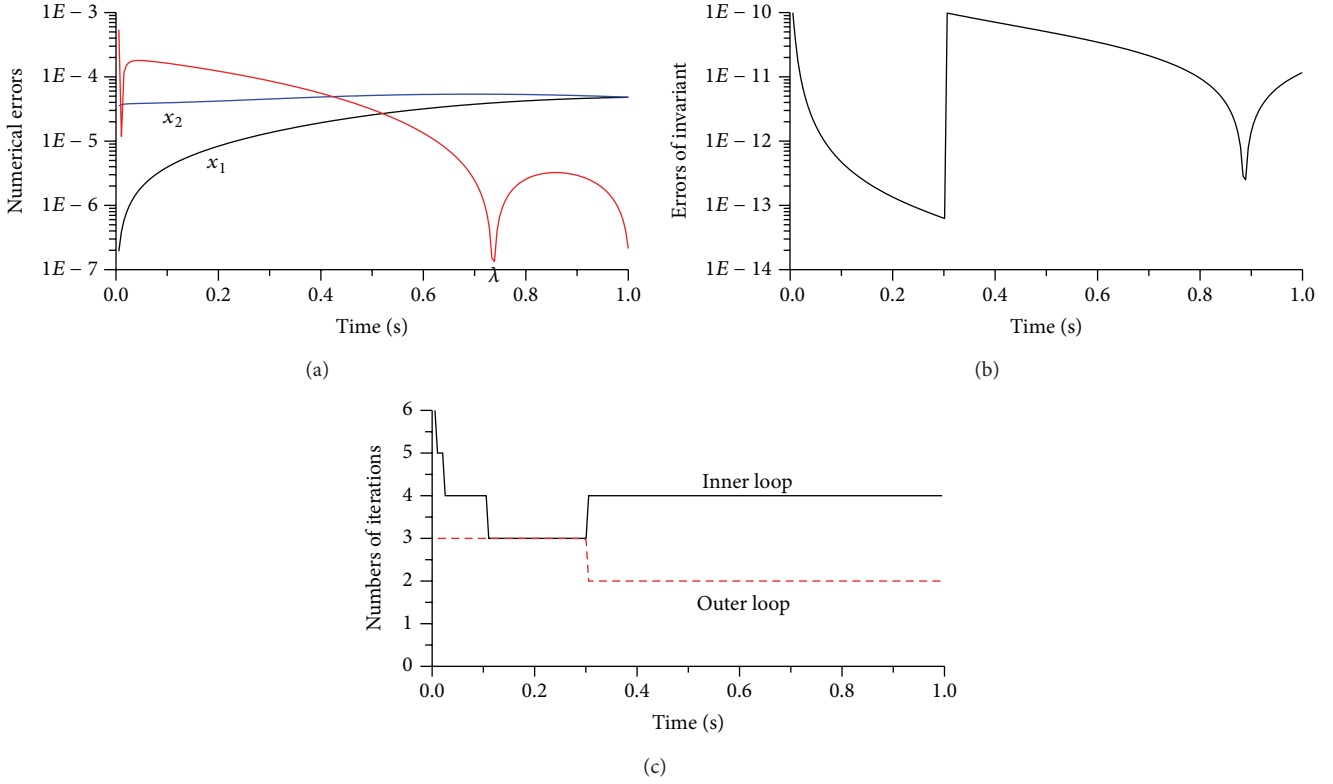 1E − 3
1E − 4
1E − 5
1E − 6
1E − 7
Numerical errors
x₂
x₁
λ
0.0 0.2 0.4 0.6 0.8 1.0
Time (s)
(a)
1E − 10
1E − 11
1E − 12
1E − 13
1E − 14
Errors of invariant
0.0 0.2 0.4 0.6 0.8 1.0
Time (s)
(b)
6
5
4
3
2
1
0
Numbers of iterations
Inner loop
Outer loop
0.0 0.2 0.4 0.6 0.8 1.0
Time (s)
(c)